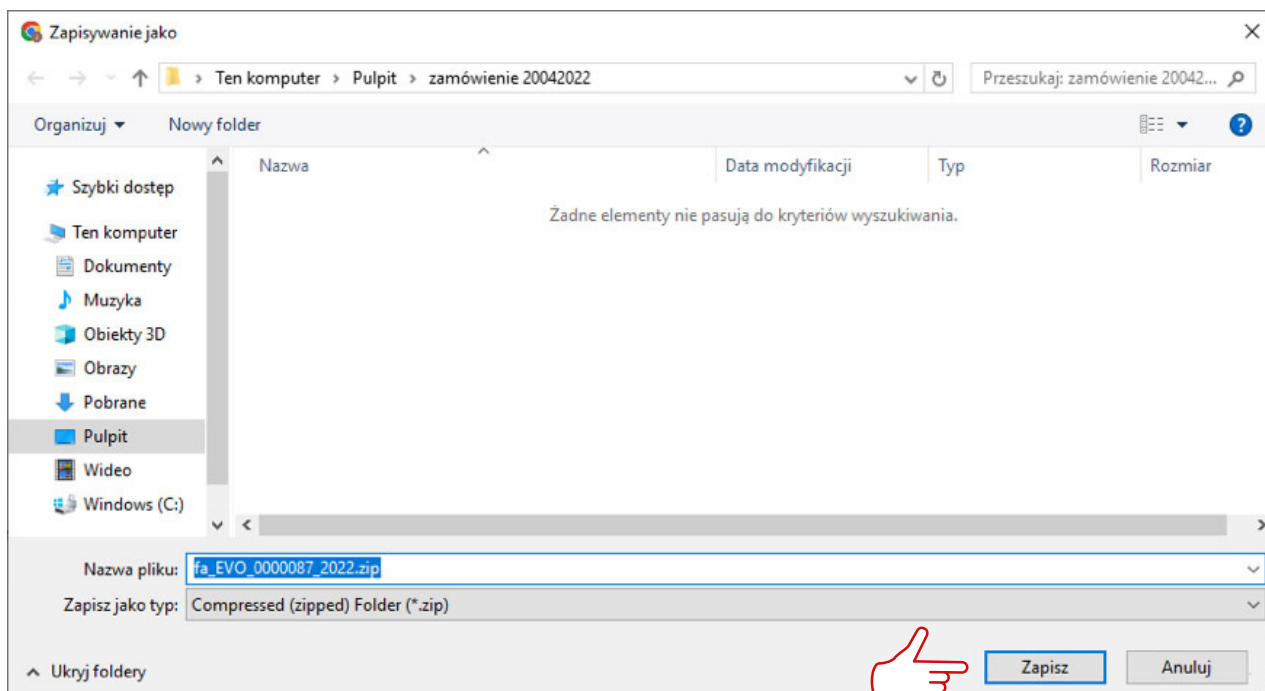 Zapisywanie jako
Ten komputer › Pulpit › zamówienie 20042022
Przeszukaj: zamówienie 20042...
Organizuj
Nowy folder
Nazwa
Data modyfikacji
Typ
Rozmiar
Żadne elementy nie pasują do kryteriów wyszukiwania.
Szybki dostęp
Ten komputer
Dokumenty
Muzyka
Obiekty 3D
Obrazy
Pobrane
Pulpit
Wideo
Windows (C:)
Nazwa pliku: fa_EVO_0000087_2022.zip
Zapisz jako typ: Compressed (zipped) Folder (*.zip)
Ukryj foldery
Zapisz
Anuluj